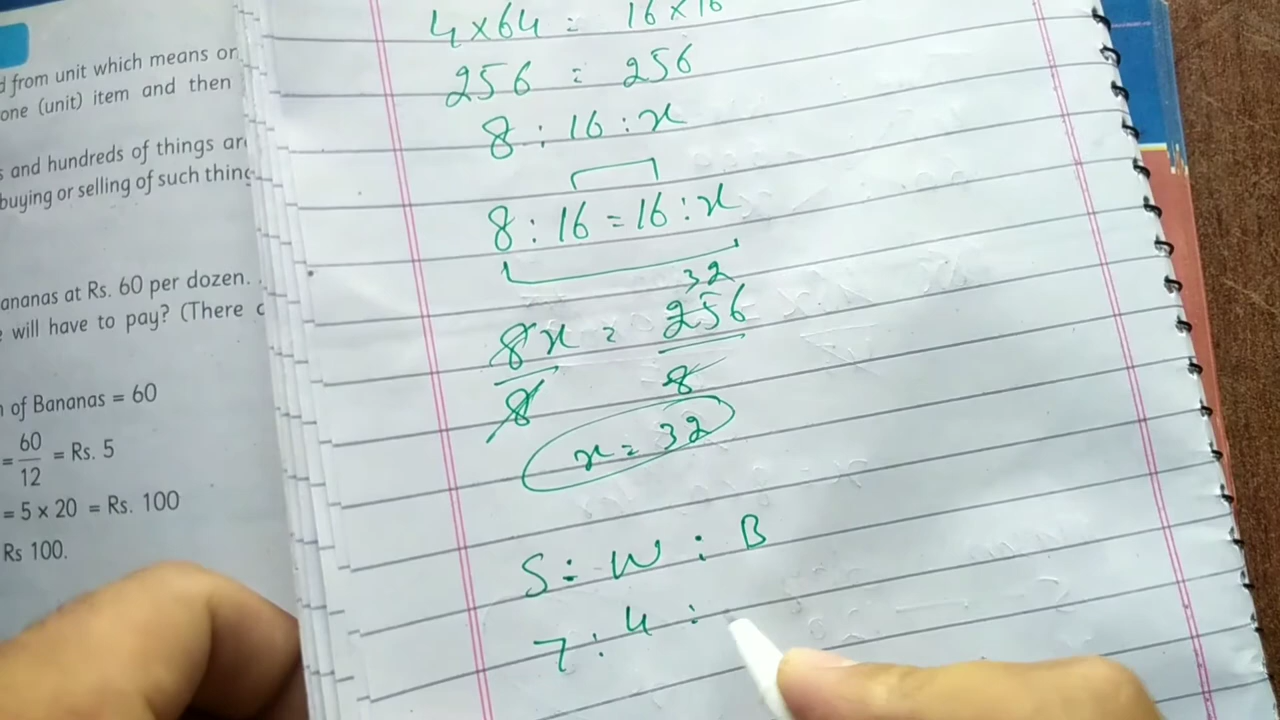 d from unit which means or
one (unit) item and then
s and hundreds of things are
buying or selling of such thing
ananas at Rs. 60 per dozen.
will have to pay? (There
of Bananas = 60
= 60/12 = Rs. 5
= 5 x 20 = Rs. 100
Rs 100.
4 x 64 = 16 x 16
256 = 256
8 : 16 : x
8 : 16 = 16 : x
32
8x = 256
8 8
x = 32
S : W : B
7 : 4 :